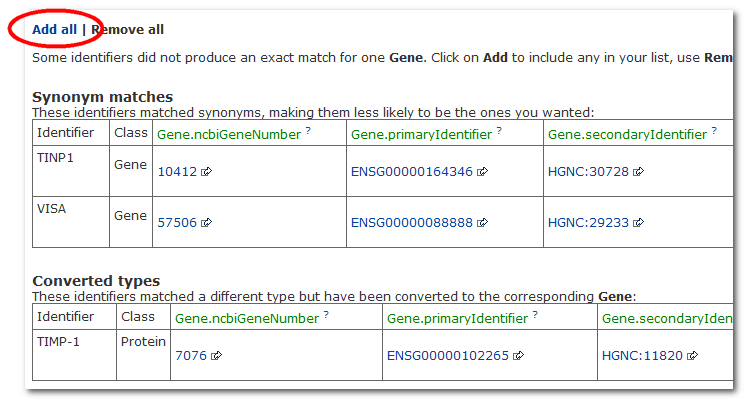 Add all | Remove all
Some identifiers did not produce an exact match for one Gene. Click on Add to include any in your list, use Rem
Synonym matches
These identifiers matched synonyms, making them less likely to be the ones you wanted:
Identifier Class Gene.ncbiGeneNumber ? Gene.primaryIdentifier ? Gene.secondaryIdentifier ?
TINP1 Gene 10412 ENSG00000164346 HGNC:30728
VISA Gene 57506 ENSG00000088888 HGNC:29233
Converted types
These identifiers matched a different type but have been converted to the corresponding Gene:
Identifier Class Gene.ncbiGeneNumber ? Gene.primaryIdentifier ? Gene.secondaryIden
TIMP-1 Protein 7076 ENSG00000102265 HGNC:11820